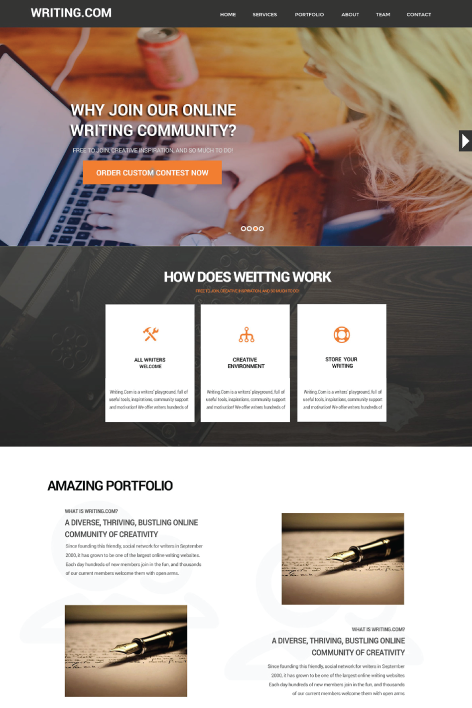 WRITING.COM
HOME SERVICES PORTFOLIO ABOUT TEAM CONTACT
WHY JOIN OUR ONLINE
WRITING COMMUNITY?
FREE TO JOIN, CREATIVE INSPIRATION, AND SO MUCH TO DO!
ORDER CUSTOM CONTEST NOW
HOW DOES WEITTNG WORK
FREE TO JOIN, CREATIVE INSPIRATION, AND SO MUCH TO DO!
ALL WRITERS
WELCOME
Writing.Com is a writers' playground, full of
useful tools, inspirations, community support
and motivation! We offer writers hundreds of
CREATIVE
ENVIRONMENT
Writing.Com is a writers' playground, full of
useful tools, inspirations, community support
and motivation! We offer writers hundreds of
STORE YOUR
WRITING
Writing.Com is a writers' playground, full of
useful tools, inspirations, community support
and motivation! We offer writers hundreds of
AMAZING PORTFOLIO
WHAT IS WRITING.COM?
A DIVERSE, THRIVING, BUSTLING ONLINE
COMMUNITY OF CREATIVITY
Since founding this friendly, social network for writers in September
2000, it has grown to be one of the largest online writing websites.
Each day hundreds of new members join in the fun, and thousands
of our current members welcome them with open arms.
WHAT IS WRITING.COM?
A DIVERSE, THRIVING, BUSTLING ONLINE
COMMUNITY OF CREATIVITY
Since founding this friendly, social network for writers in September
2000, it has grown to be one of the largest online writing websites
Each day hundreds of new members join in the fun, and thousands
of our current members welcome them with open arms